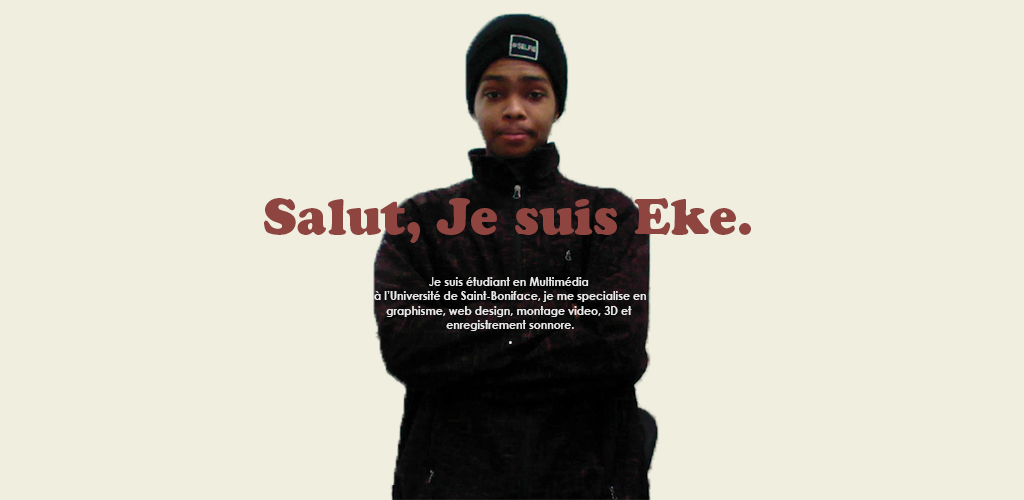 #SELFIE
Salut, Je suis Eke.
Je suis étudiant en Multimédia
à l'Université de Saint-Boniface, je me specialise en
graphisme, web design, montage video, 3D et
enregistrement sonnore.
.